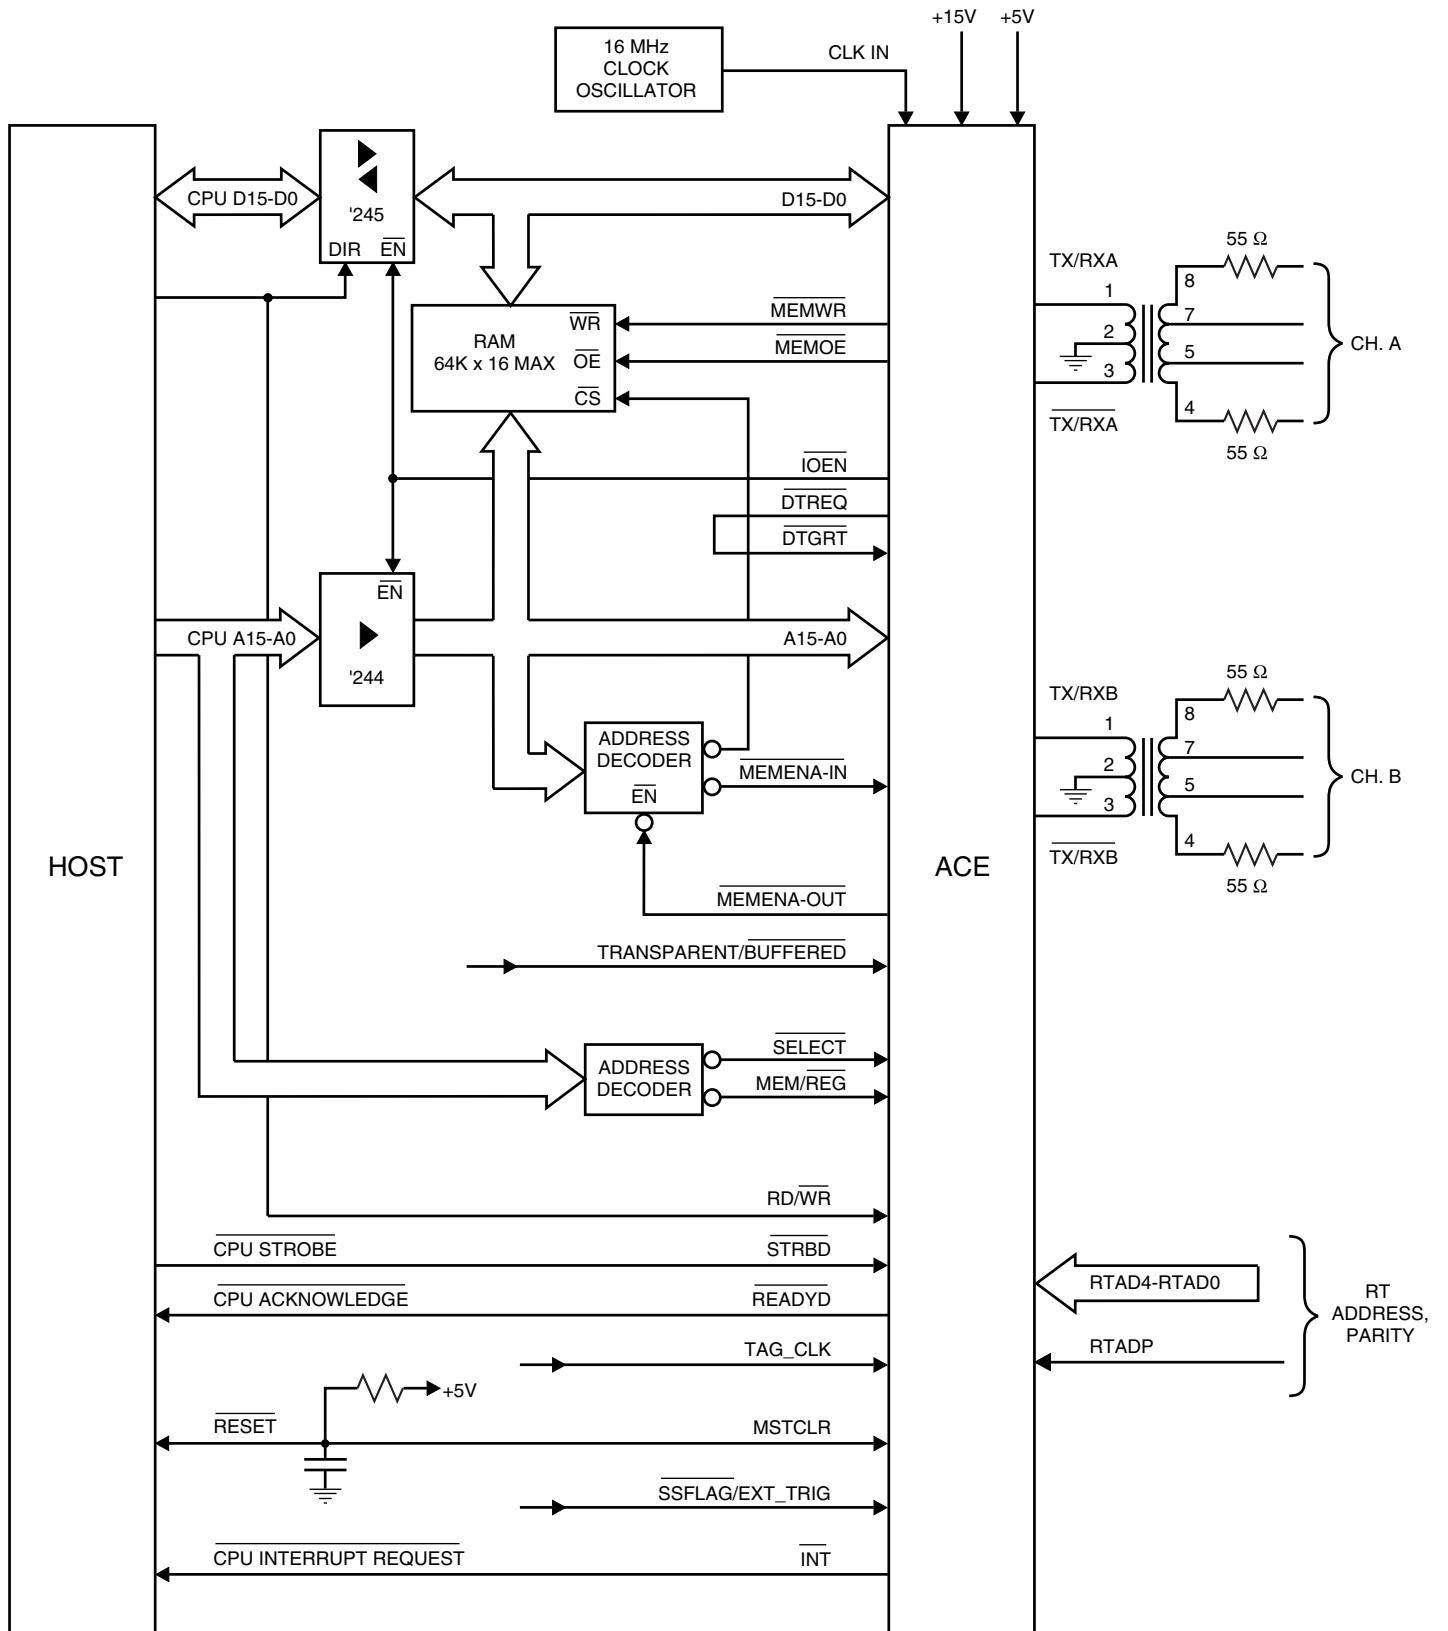 +15V
+5V
16 MHz
CLOCK
OSCILLATOR
CLK IN
CPU D15-D0
'245
DIR
EN
D15-D0
RAM
64K x 16 MAX
WR
OE
CS
MEMWR
MEMOE
IOEN
DTREQ
DTGRT
EN
CPU A15-A0
'244
A15-A0
ADDRESS
DECODER
EN
MEMENA-IN
MEMENA-OUT
HOST
ACE
TRANSPARENT/BUFFERED
ADDRESS
DECODER
SELECT
MEM/REG
RD/WR
CPU STROBE
STRBD
CPU ACKNOWLEDGE
READYD
TAG_CLK
+5V
RESET
MSTCLR
SSFLAG/EXT_TRIG
CPU INTERRUPT REQUEST
INT
TX/RXA
1
2
3
TX/RXA
55 Ω
8
7
5
4
55 Ω
CH. A
TX/RXB
1
2
3
TX/RXB
55 Ω
8
7
5
4
55 Ω
CH. B
RTAD4-RTAD0
RTADP
RT
ADDRESS,
PARITY